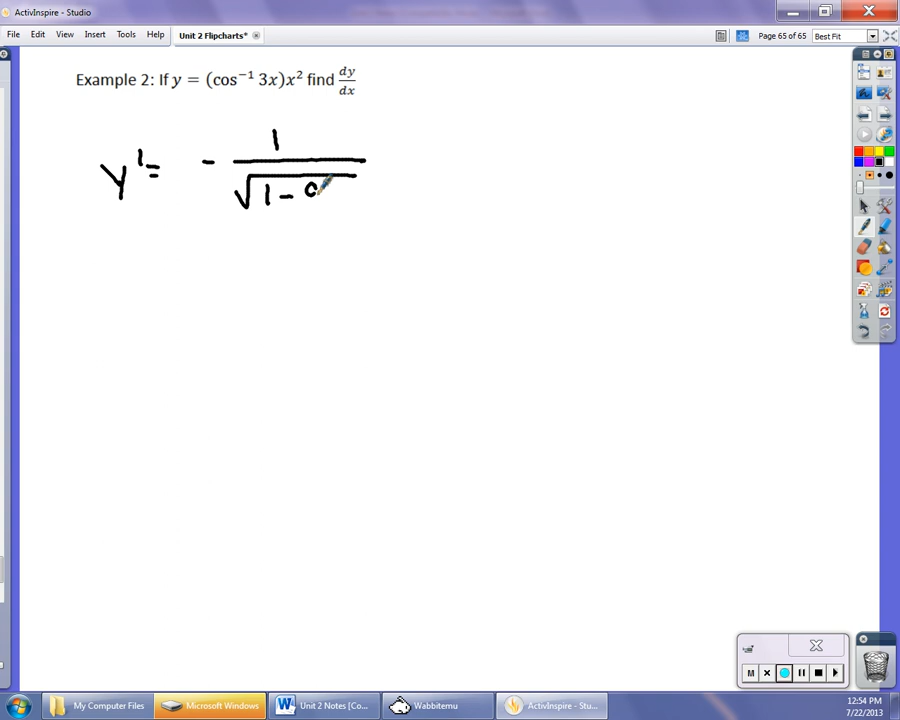 ActivInspire - Studio
File Edit View Insert Tools Help Unit 2 Flipcharts* Page 65 of 65 Best Fit
Example 2: If y = (cos⁻¹ 3x)x² find dy/dx
y' = - 1
√1 -
M
My Computer Files Microsoft Windows Unit 2 Notes [Co... Wabbitemu ActivInspire - Stu...
12:54 PM
7/22/2013